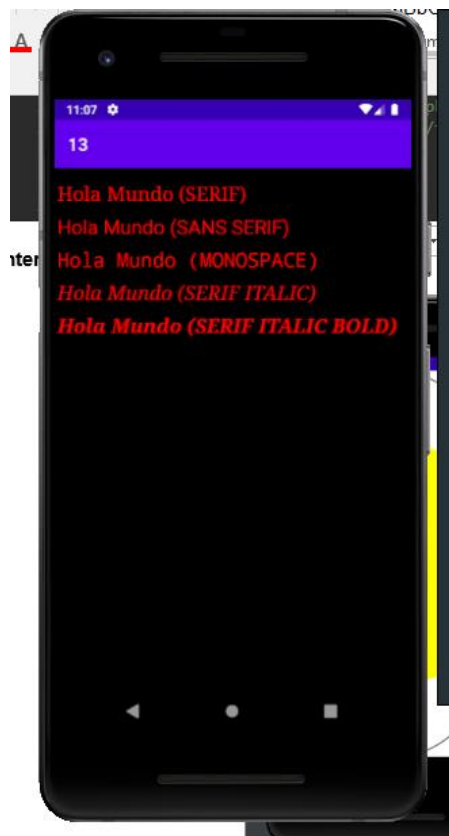 A
11:07
13
Hola Mundo (SERIF)
Hola Mundo (SANS SERIF)
Hola Mundo (MONOSPACE)
Hola Mundo (SERIF ITALIC)
Hola Mundo (SERIF ITALIC BOLD)